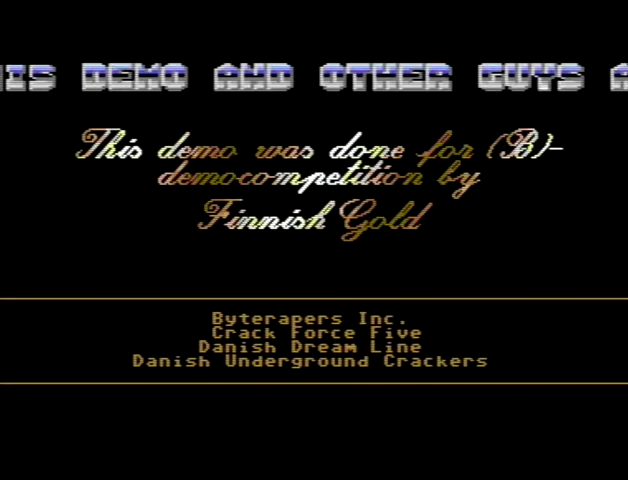 IS DEMO AND OTHER GUYS A
This demo was done for (B)-
democompetition by
Finnish Gold
Byterapers Inc.
Crack Force Five
Danish Dream Line
Danish Underground Crackers